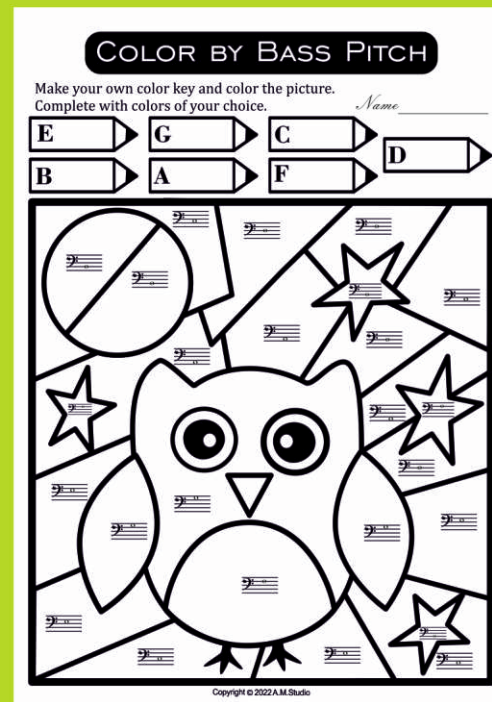 COLOR BY BASS PITCH
Make your own color key and color the picture.
Complete with colors of your choice.
Name
E G C
D
B A F
Copyright © 2022 A.M.Studio